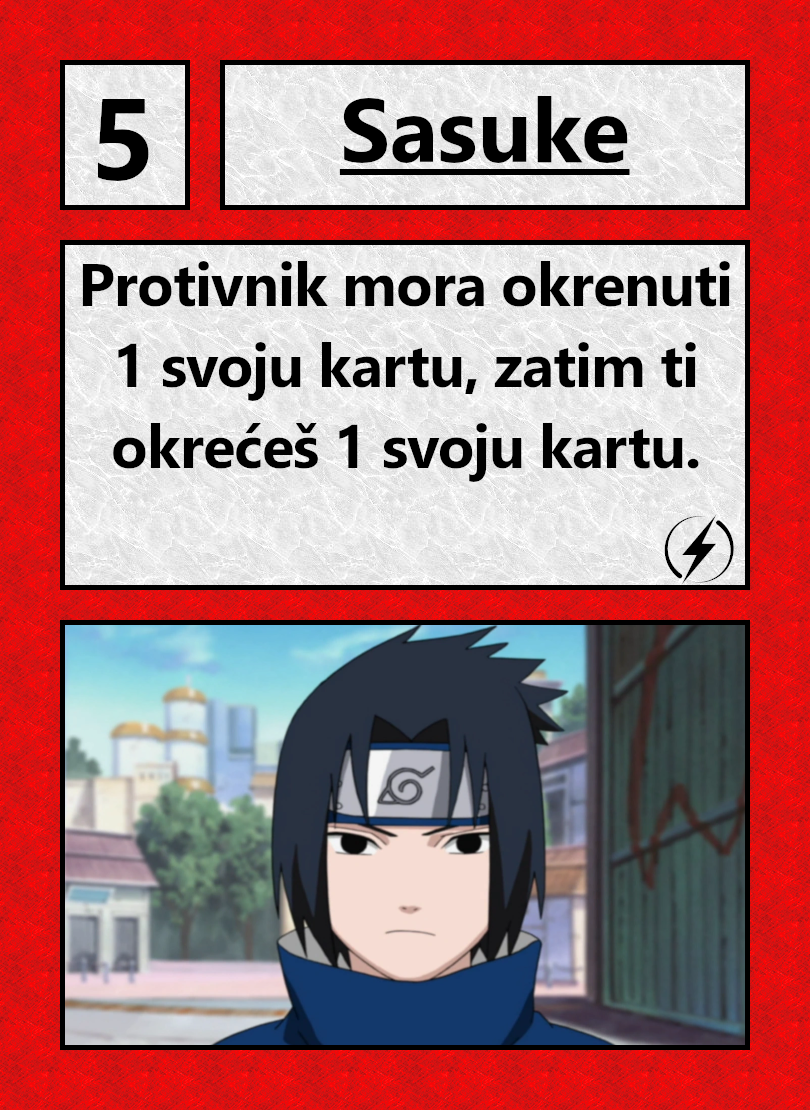 5
Sasuke
Protivnik mora okrenuti
1 svoju kartu, zatim ti
okrećeš 1 svoju kartu.